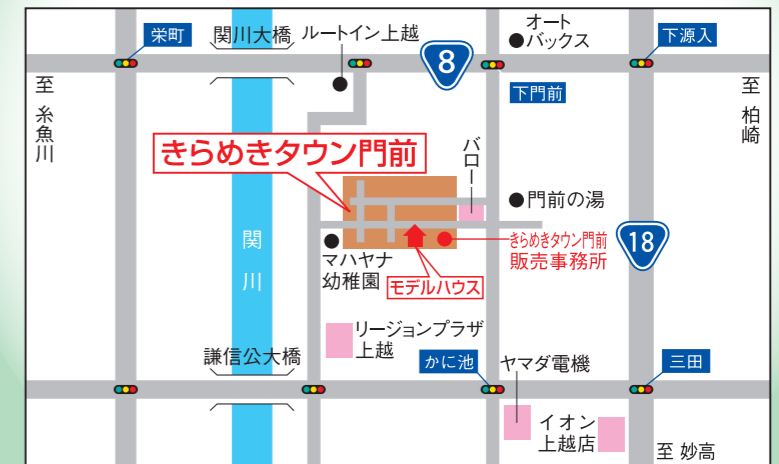 栄町
関川大橋
ルートイン上越
8
オート
バックス
下源入
下門前
至 糸魚川
至 柏崎
きらめきタウン門前
バロー
門前の湯
関川
マハヤナ
幼稚園
モデルハウス
きらめきタウン門前
販売事務所
18
リージョンプラザ
上越
謙信公大橋
かに池
ヤマダ電機
三田
イオン
上越店
至 妙高